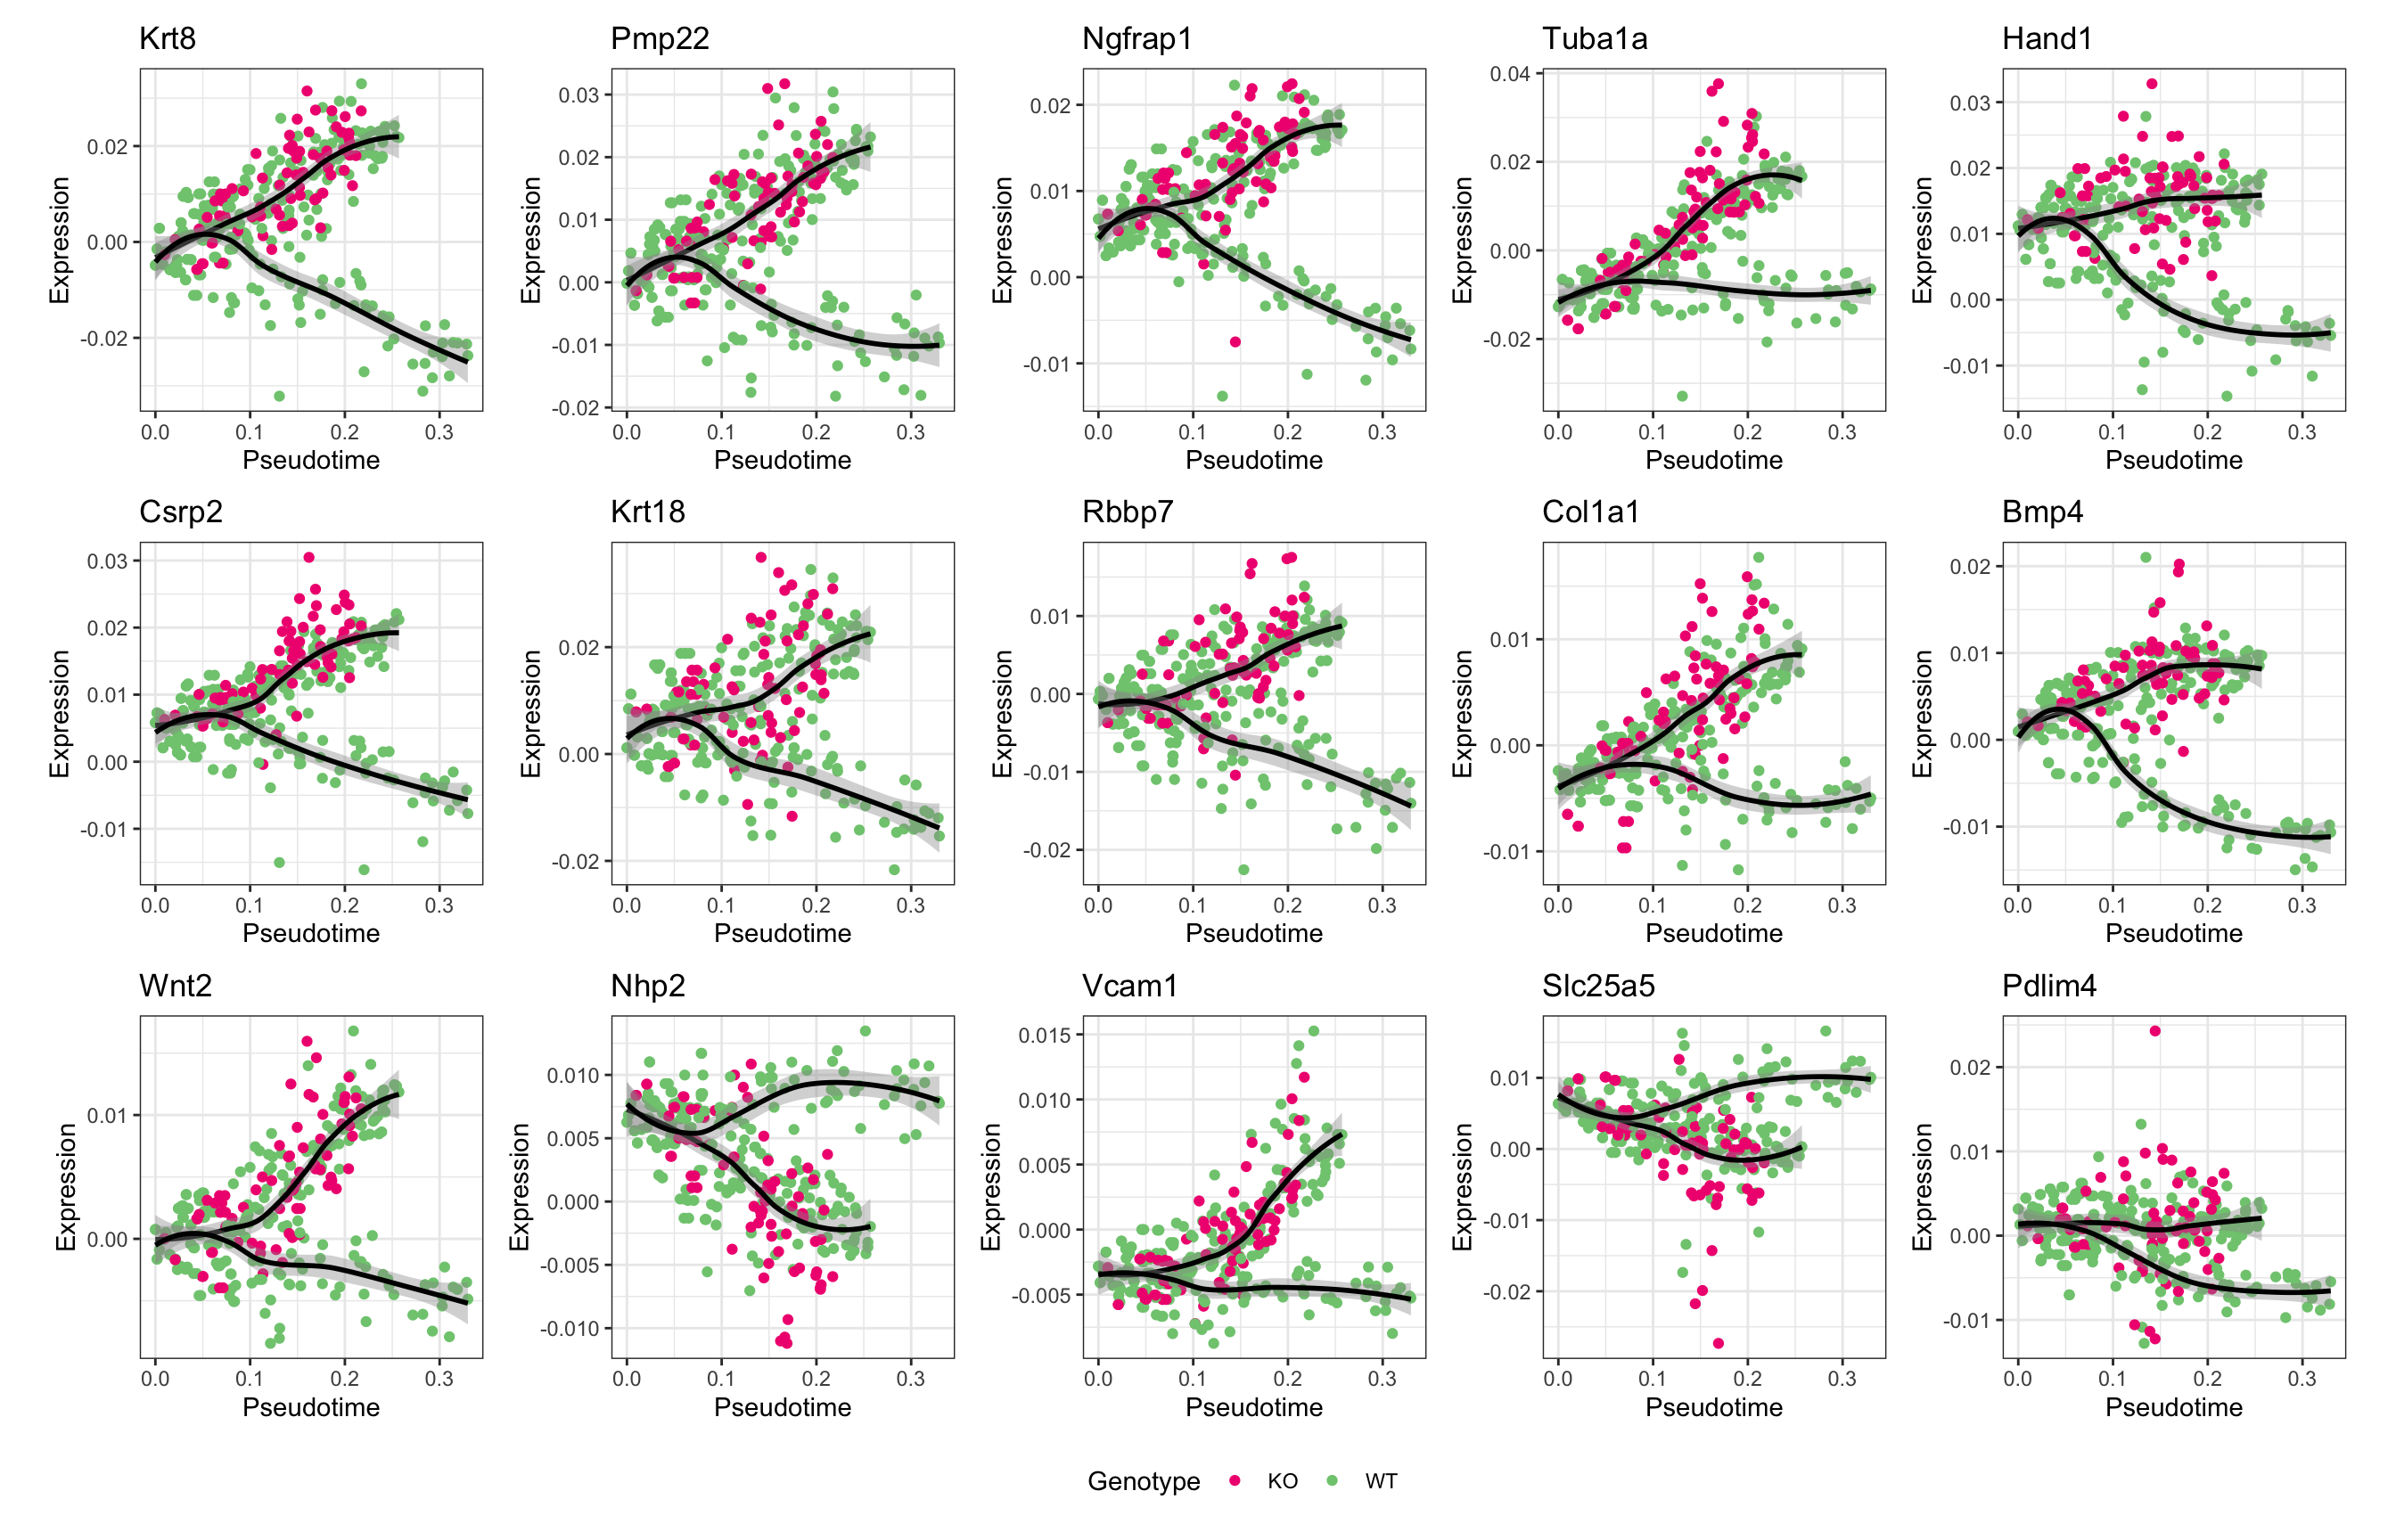 Krt8 Pmp22 Ngfrap1 Tuba1a Hand1
Expression 0.02 0.00 -0.02
Expression 0.03 0.02 0.01 0.00 -0.01 -0.02
Expression 0.02 0.01 0.00 -0.01
Expression 0.04 0.02 0.00 -0.02
Expression 0.03 0.02 0.01 0.00 -0.01
0.0 0.1 0.2 0.3 0.0 0.1 0.2 0.3 0.0 0.1 0.2 0.3 0.0 0.1 0.2 0.3 0.0 0.1 0.2 0.3
Pseudotime Pseudotime Pseudotime Pseudotime Pseudotime
Csrp2 Krt18 Rbbp7 Col1a1 Bmp4
Expression 0.03 0.02 0.01 0.00 -0.01
Expression 0.02 0.00 -0.02
Expression 0.01 0.00 -0.01 -0.02
Expression 0.01 0.00 -0.01
Expression 0.02 0.01 0.00 -0.01
0.0 0.1 0.2 0.3 0.0 0.1 0.2 0.3 0.0 0.1 0.2 0.3 0.0 0.1 0.2 0.3 0.0 0.1 0.2 0.3
Pseudotime Pseudotime Pseudotime Pseudotime Pseudotime
Wnt2 Nhp2 Vcam1 Slc25a5 Pdlim4
Expression 0.01 0.00
Expression 0.010 0.005 0.000 -0.005 -0.010
Expression 0.015 0.010 0.005 0.000 -0.005
Expression 0.01 0.00 -0.01 -0.02
Expression 0.02 0.01 0.00 -0.01
0.0 0.1 0.2 0.3 0.0 0.1 0.2 0.3 0.0 0.1 0.2 0.3 0.0 0.1 0.2 0.3 0.0 0.1 0.2 0.3
Pseudotime Pseudotime Pseudotime Pseudotime Pseudotime
Genotype KO WT